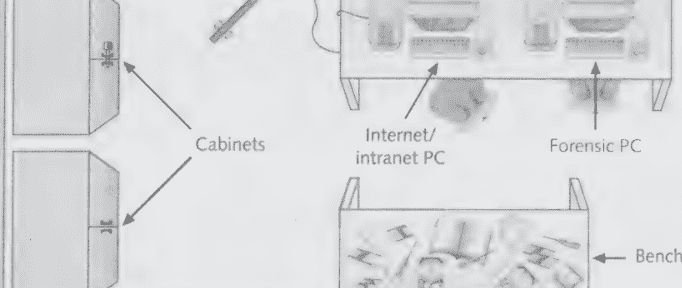 Cabinets
Internet/
intranet PC
Forensic PC
Bench